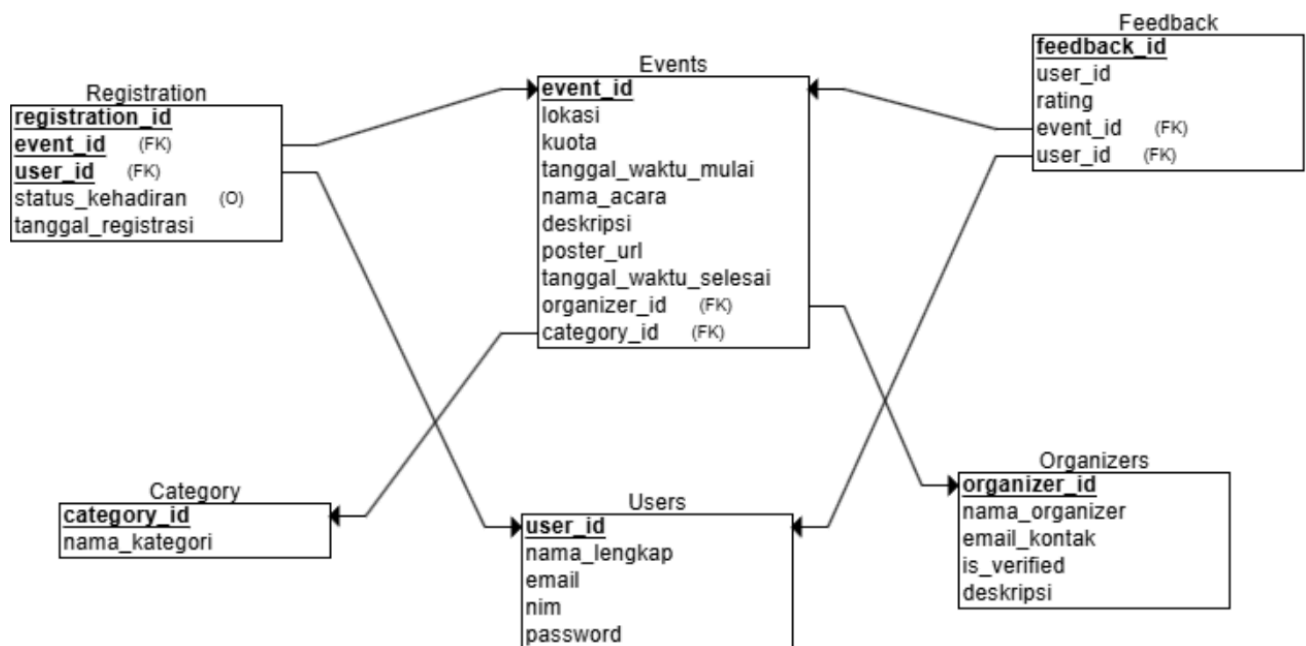 Feedback
feedback_id
user_id
rating
event_id (FK)
user_id (FK)
Events
event_id
lokasi
kuota
tanggal_waktu_mulai
nama_acara
deskripsi
poster_url
tanggal_waktu_selesai
organizer_id (FK)
category_id (FK)
Registration
registration_id
event_id (FK)
user_id (FK)
status_kehadiran (O)
tanggal_registrasi
Category
category_id
nama_kategori
Users
user_id
nama_lengkap
email
nim
password
Organizers
organizer_id
nama_organizer
email_kontak
is_verified
deskripsi